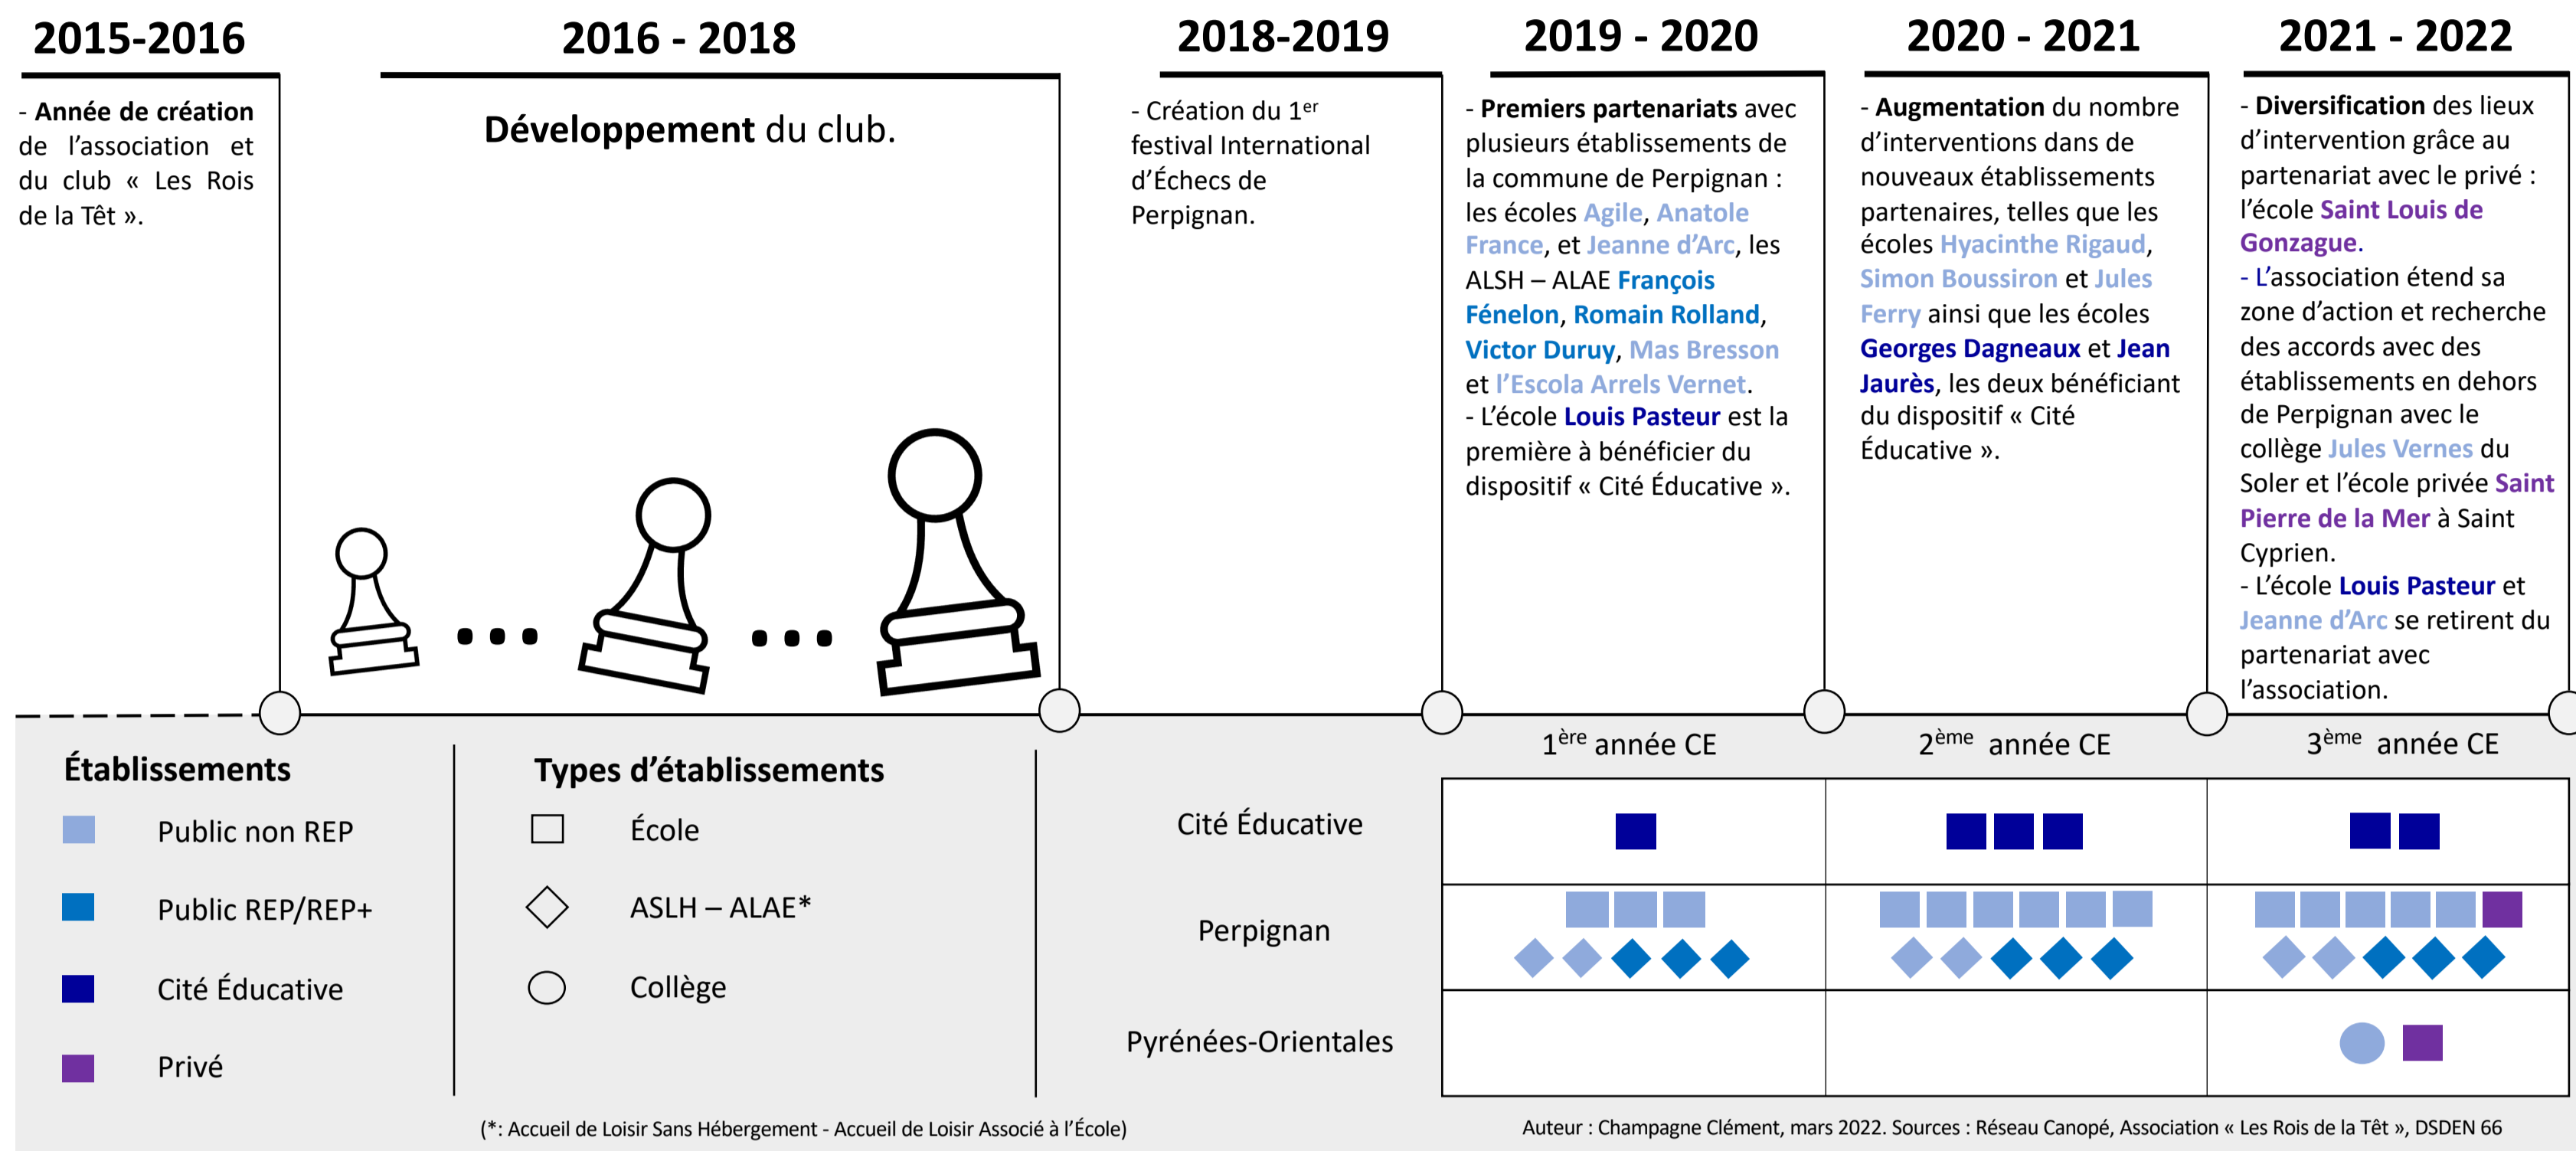 2015-2016
- Année de création
de l’association et
du club « Les Rois
de la Têt ».
2016 - 2018
Développement du club.
2018-2019
- Création du 1er
festival International
d’Échecs de
Perpignan.
2019 - 2020
- Premiers partenariats avec
plusieurs établissements de
la commune de Perpignan :
les écoles Agile, Anatole
France, et Jeanne d’Arc, les
ALSH – ALAE François
Fénelon, Romain Rolland,
Victor Duruy, Mas Bresson
et l’Escola Arrels Vernet.
- L’école Louis Pasteur est la
première à bénéficier du
dispositif « Cité Éducative ».
2020 - 2021
- Augmentation du nombre
d’interventions dans de
nouveaux établissements
partenaires, telles que les
écoles Hyacinthe Rigaud,
Simon Boussiron et Jules
Ferry ainsi que les écoles
Georges Dagneaux et Jean
Jaurès, les deux bénéficiant
du dispositif « Cité
Éducative ».
2021 - 2022
- Diversification des lieux
d’intervention grâce au
partenariat avec le privé :
l’école Saint Louis de
Gonzague.
- L’association étend sa
zone d’action et recherche
des accords avec des
établissements en dehors
de Perpignan avec le
collège Jules Vernes du
Soler et l’école privée Saint
Pierre de la Mer à Saint
Cyprien.
- L’école Louis Pasteur et
Jeanne d’Arc se retirent du
partenariat avec
l’association.
Établissements
Public non REP
Public REP/REP+
Cité Éducative
Privé
Types d’établissements
École
ASLH – ALAE*
Collège
1ère année CE
2ème année CE
3ème année CE
Cité Éducative
Perpignan
Pyrénées-Orientales
(*: Accueil de Loisir Sans Hébergement - Accueil de Loisir Associé à l’École)
Auteur : Champagne Clément, mars 2022. Sources : Réseau Canopé, Association « Les Rois de la Têt », DSDEN 66